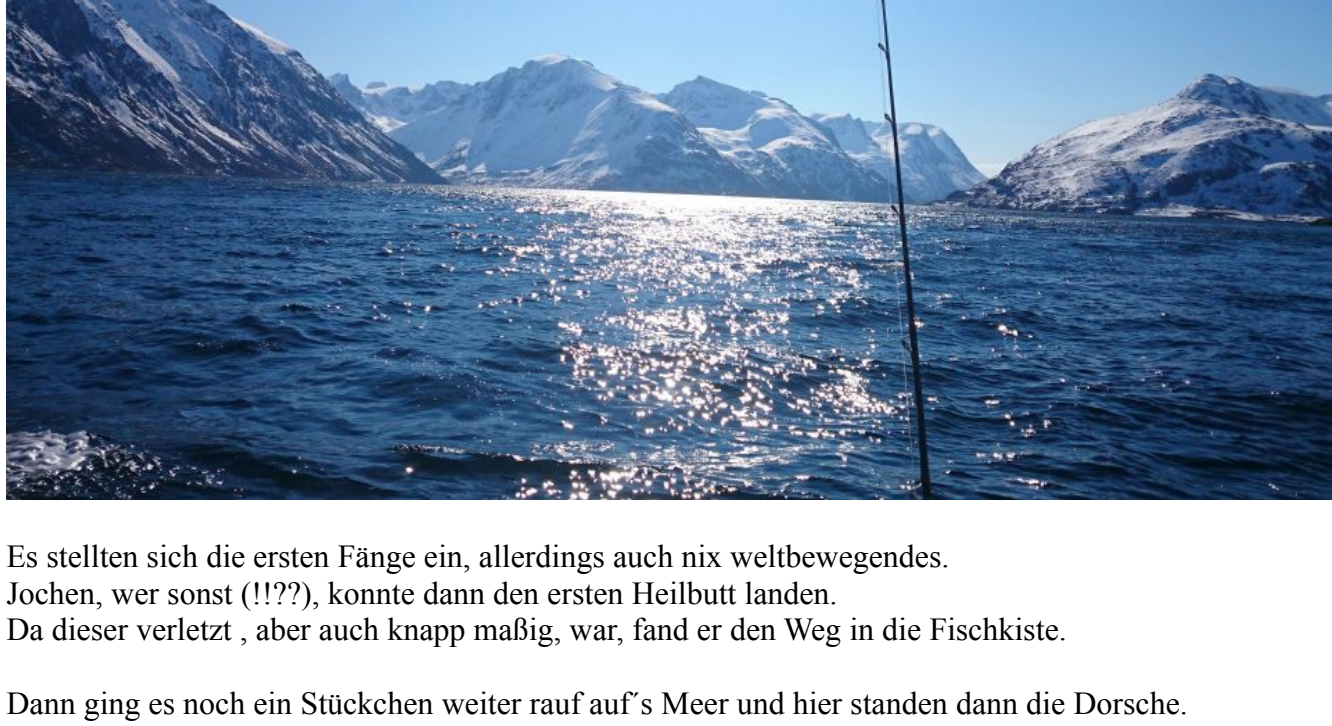 Es stellten sich die ersten Fänge ein, allerdings auch nix weltbewegendes.
Jochen, wer sonst (!!??), konnte dann den ersten Heilbutt landen.
Da dieser verletzt , aber auch knapp maßig, war, fand er den Weg in die Fischkiste.
Dann ging es noch ein Stückchen weiter rauf auf´s Meer und hier standen dann die Dorsche.